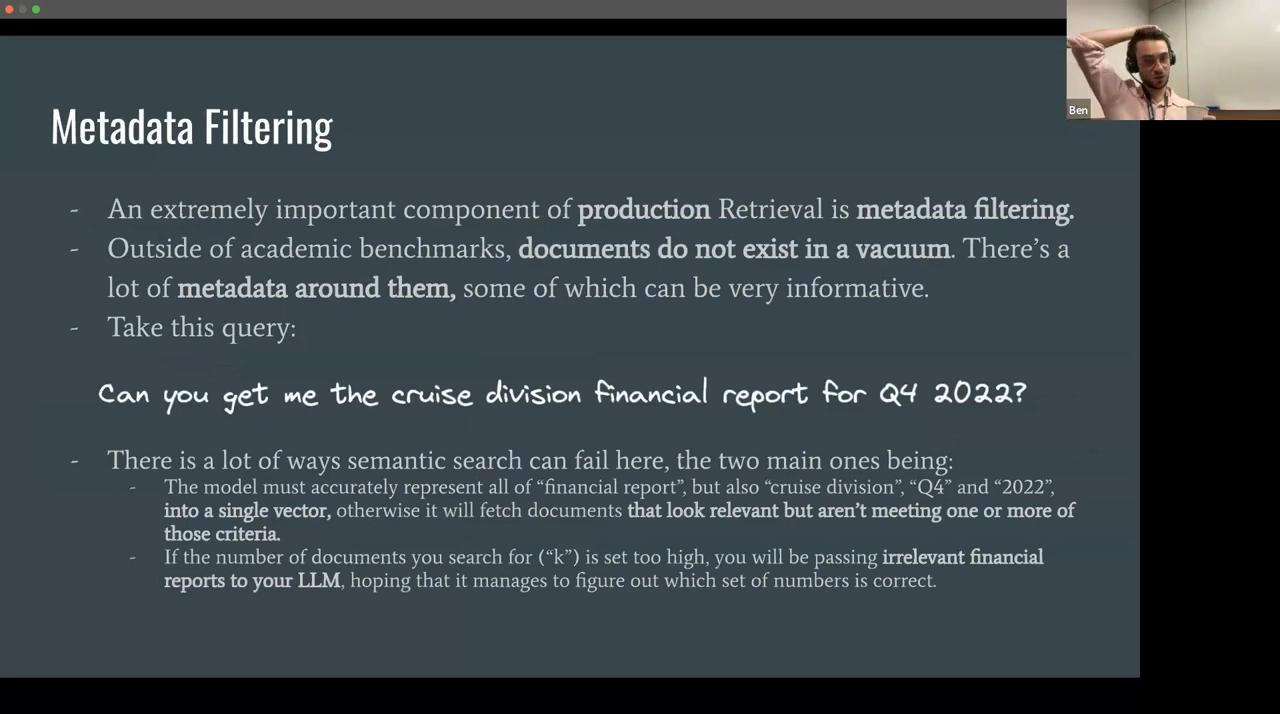 Ben
Metadata Filtering
- An extremely important component of production Retrieval is metadata filtering.
- Outside of academic benchmarks, documents do not exist in a vacuum. There’s a
lot of metadata around them, some of which can be very informative.
- Take this query:
Can you get me the cruise division financial report for Q4 2022?
- There is a lot of ways semantic search can fail here, the two main ones being:
- The model must accurately represent all of “financial report”, but also “cruise division”, “Q4” and “2022”,
into a single vector, otherwise it will fetch documents that look relevant but aren’t meeting one or more of
those criteria.
- If the number of documents you search for (“k”) is set too high, you will be passing irrelevant financial
reports to your LLM, hoping that it manages to figure out which set of numbers is correct.